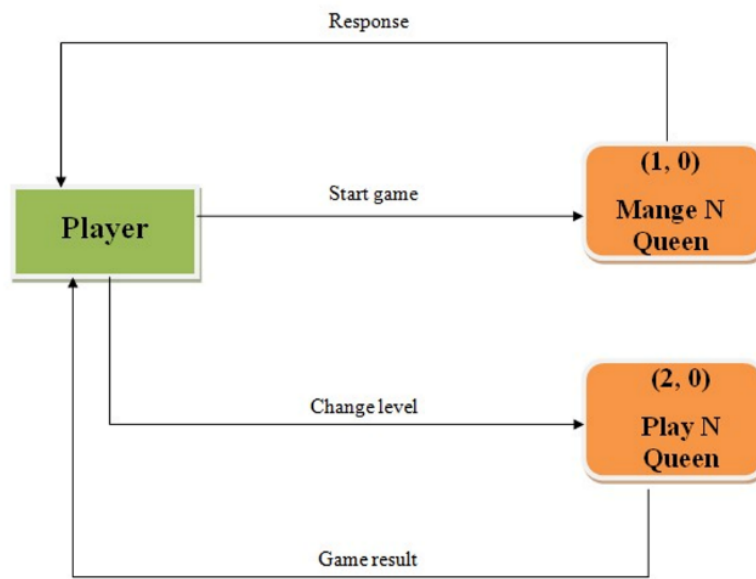 Response
(1, 0)
Mange N
Queen
Start game
Player
(2, 0)
Play N
Queen
Change level
Game result